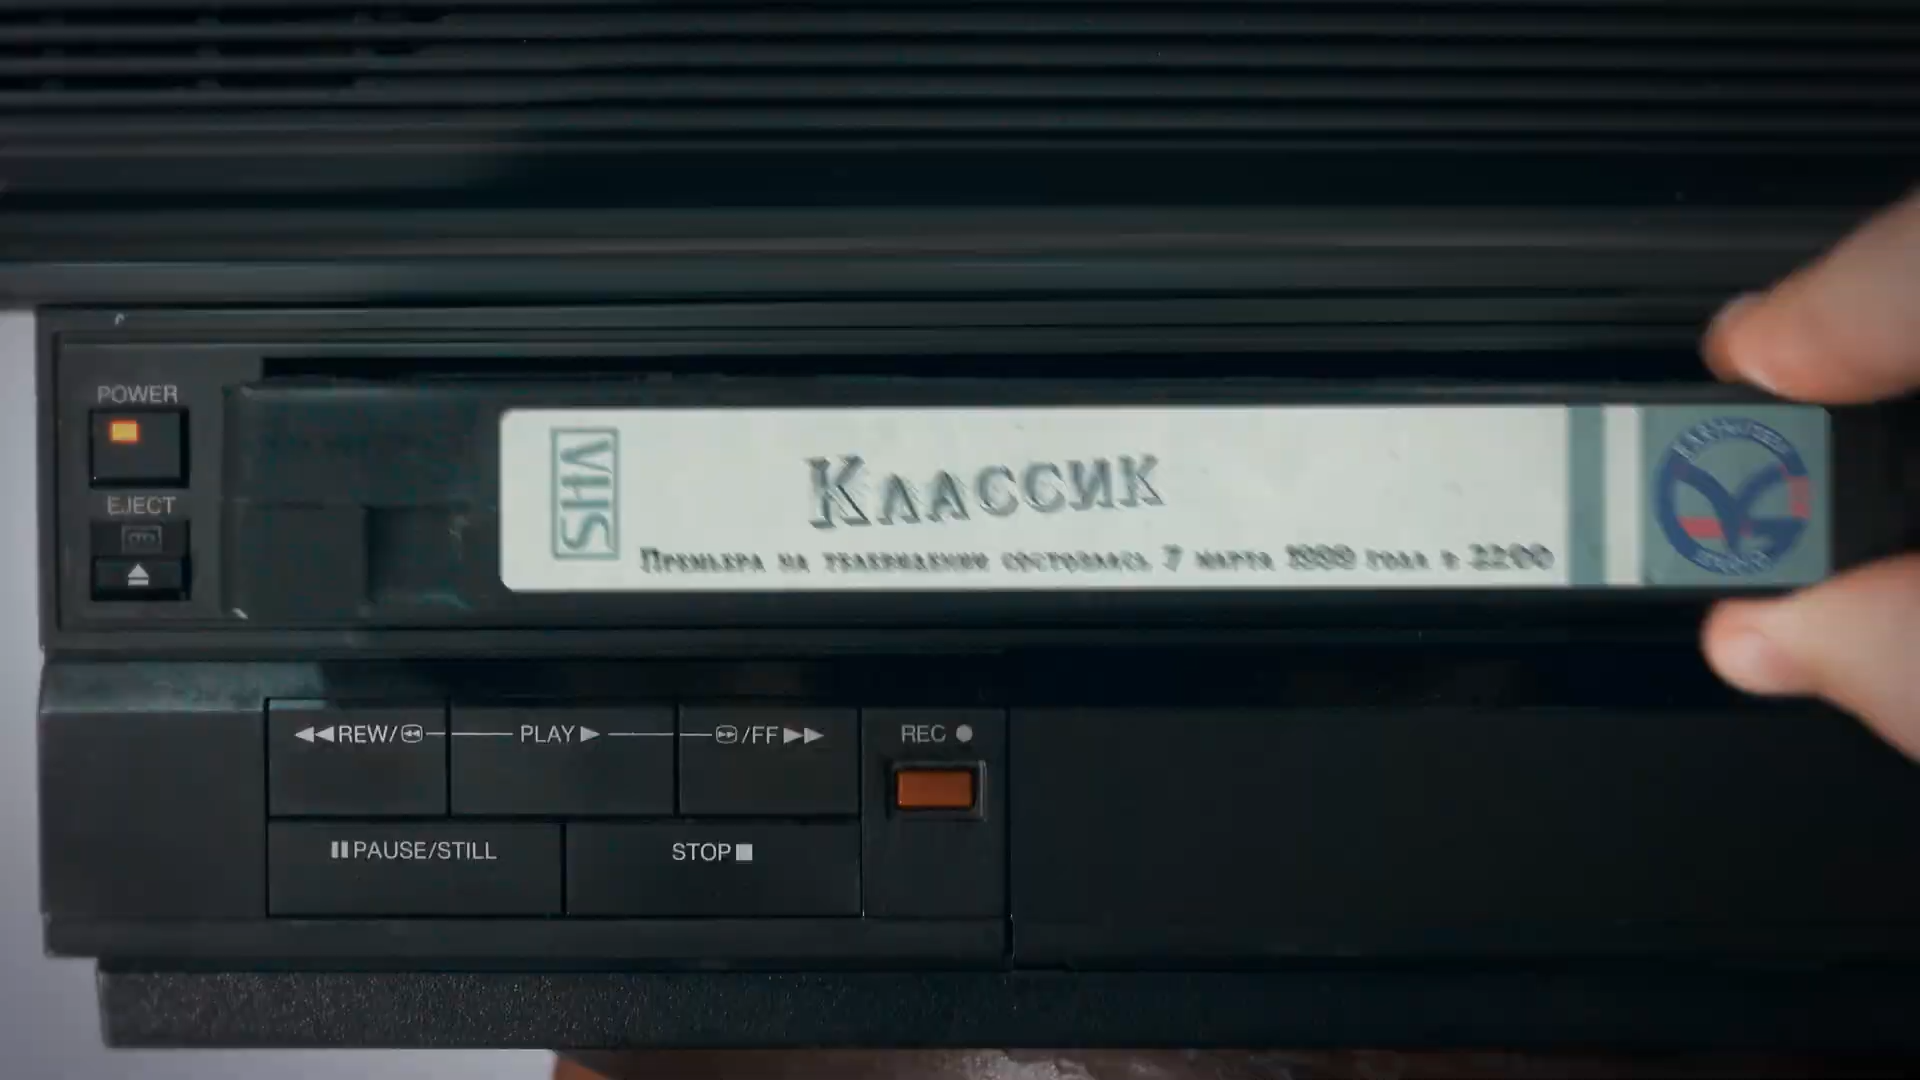 POWER
EJECT
VHS
Классик
Премьера на телевидении состоялась 7 марта 1999 года в 22:00
REW/
PLAY
/FF
REC
PAUSE/STILL
STOP